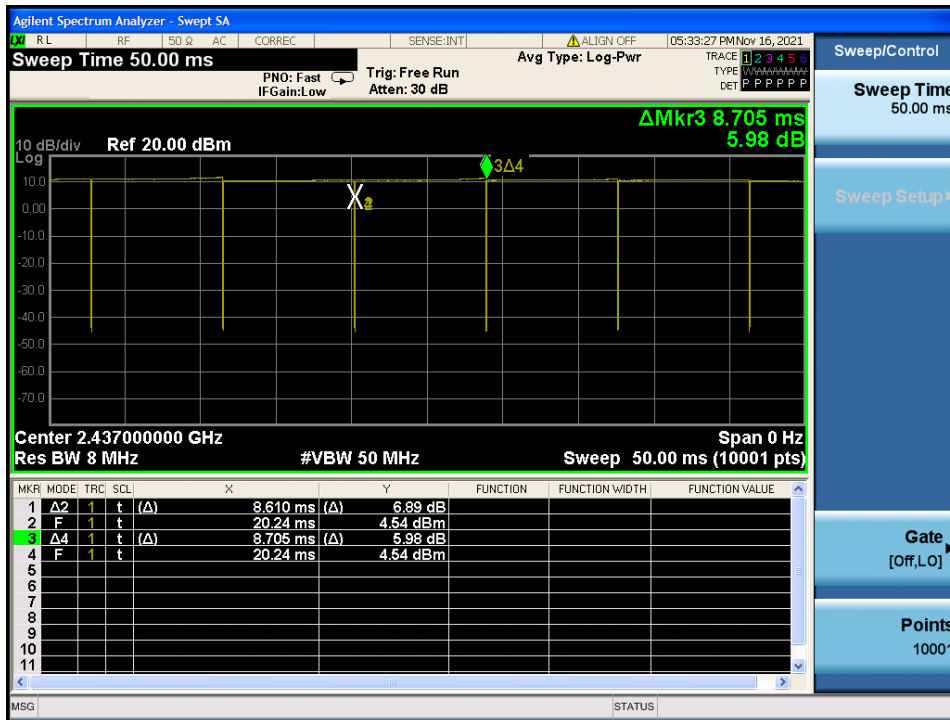 Agilent Spectrum Analyzer - Swept SA
LXI RL RF 50 Ω AC CORREC SENSE:INT ALIGN OFF 05:33:27 PM Nov 16, 2021
Sweep Time 50.00 ms
PNO: Fast
IFGain:Low
Trig: Free Run
Atten: 30 dB
Avg Type: Log-Pwr
TRACE 1 2 3 4 5 6
TYPE
DET P P P P P P
ΔMkr3 8.705 ms
5.98 dB
10 dB/div Ref 20.00 dBm
Log
3Δ4
10.0
0.00
-10.0
-20.0
-30.0
-40.0
-50.0
-60.0
-70.0
Center 2.437000000 GHz Span 0 Hz
Res BW 8 MHz #VBW 50 MHz Sweep 50.00 ms (10001 pts)
MKR MODE TRC SCL X Y FUNCTION FUNCTION WIDTH FUNCTION VALUE
1 Δ2 1 t (Δ) 8.610 ms (Δ) 6.89 dB
2 F 1 t 20.24 ms 4.54 dBm
3 Δ4 1 t (Δ) 8.705 ms (Δ) 5.98 dB
4 F 1 t 20.24 ms 4.54 dBm
5
6
7
8
9
10
11
MSG STATUS
Sweep/Control
Sweep Time
50.00 ms
Sweep Setup
Gate
[Off,LO]
Points
10001